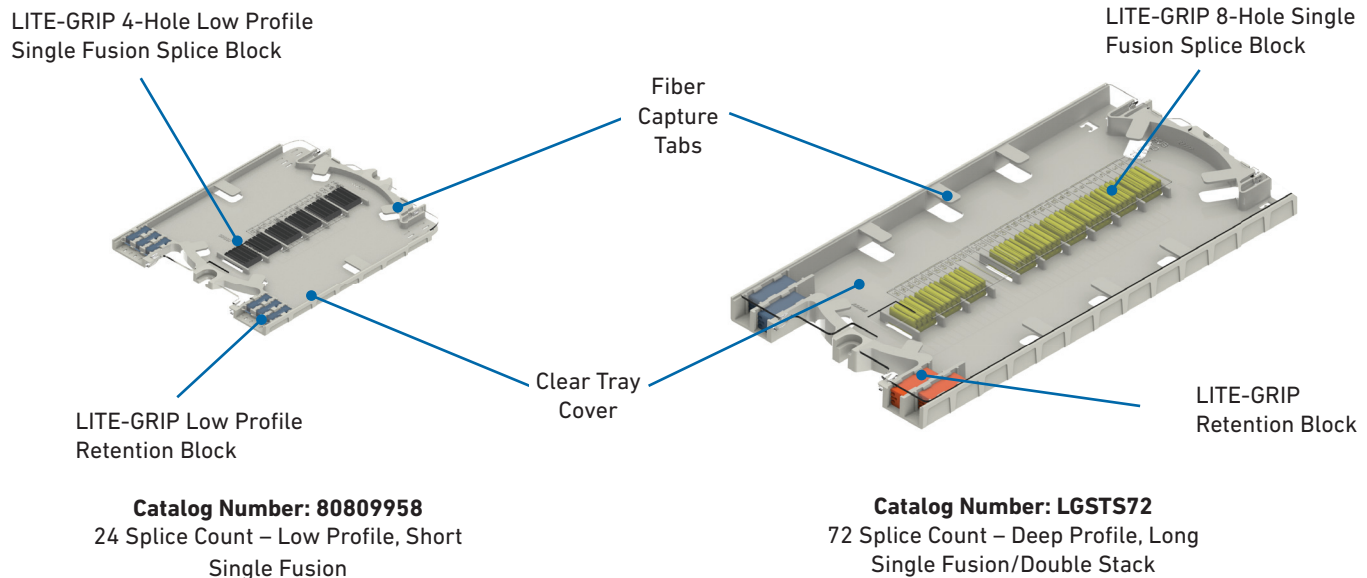 LITE-GRIP 4-Hole Low Profile
Single Fusion Splice Block
Fiber
Capture
Tabs
LITE-GRIP 8-Hole Single
Fusion Splice Block
LITE-GRIP Low Profile
Retention Block
Clear Tray
Cover
LITE-GRIP
Retention Block
Catalog Number: 80809958
24 Splice Count – Low Profile, Short
Single Fusion
Catalog Number: LGSTS72
72 Splice Count – Deep Profile, Long
Single Fusion/Double Stack